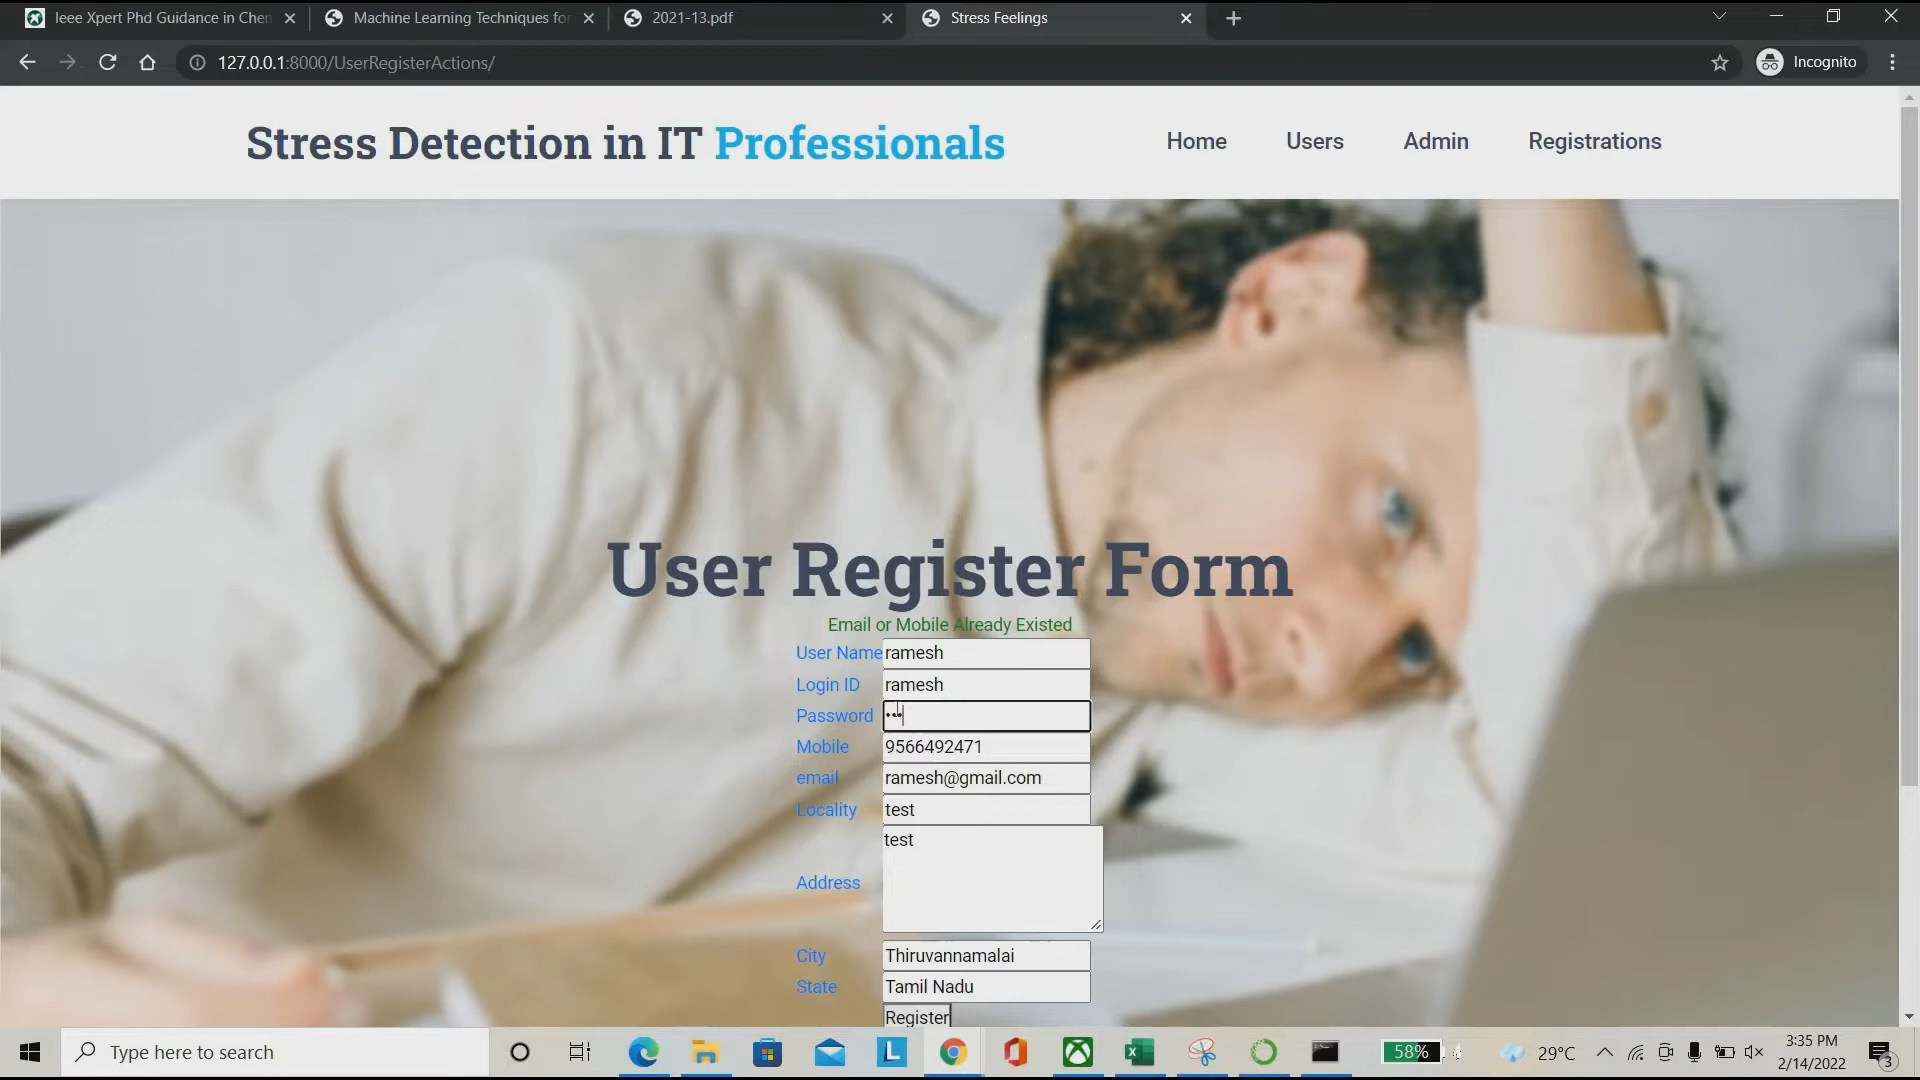 Ieee Xpert Phd Guidance in Chen
Machine Learning Techniques for
2021-13.pdf
Stress Feelings
127.0.0.1:8000/UserRegisterActions/
Incognito
Stress Detection in IT Professionals
Home
Users
Admin
Registrations
User Register Form
Email or Mobile Already Existed
User Name ramesh
Login ID ramesh
Password •••
Mobile 9566492471
email ramesh@gmail.com
Locality test
Address test
City Thiruvannamalai
State Tamil Nadu
Register
Type here to search
58%
29°C
3:35 PM
2/14/2022
3